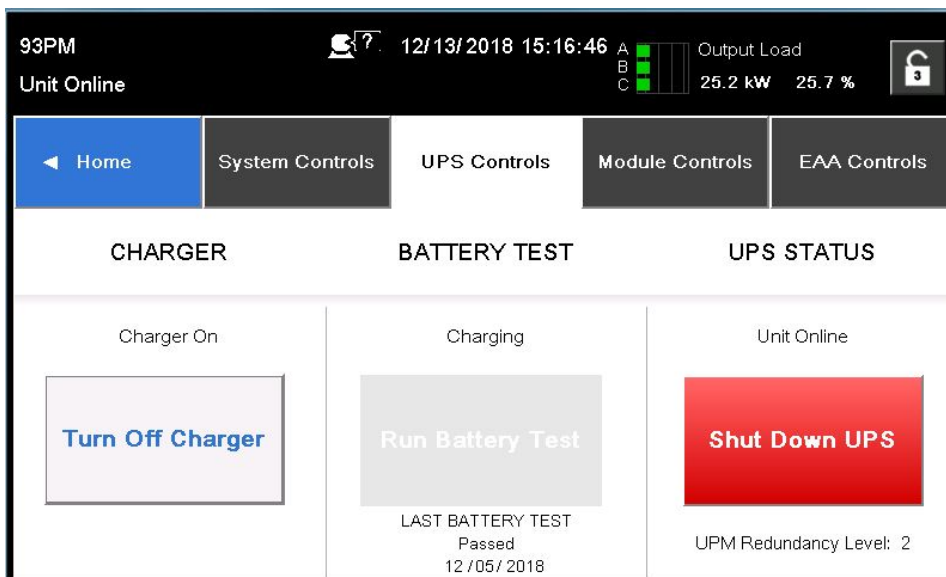 93PM
?
12/13/2018 15:16:46
A
B
C
Output Load
25.2 kW 25.7 %
3
Unit Online
◄ Home
System Controls
UPS Controls
Module Controls
EAA Controls
CHARGER
BATTERY TEST
UPS STATUS
Charger On
Charging
Unit Online
Turn Off Charger
Run Battery Test
Shut Down UPS
LAST BATTERY TEST
Passed
12/05/2018
UPM Redundancy Level: 2